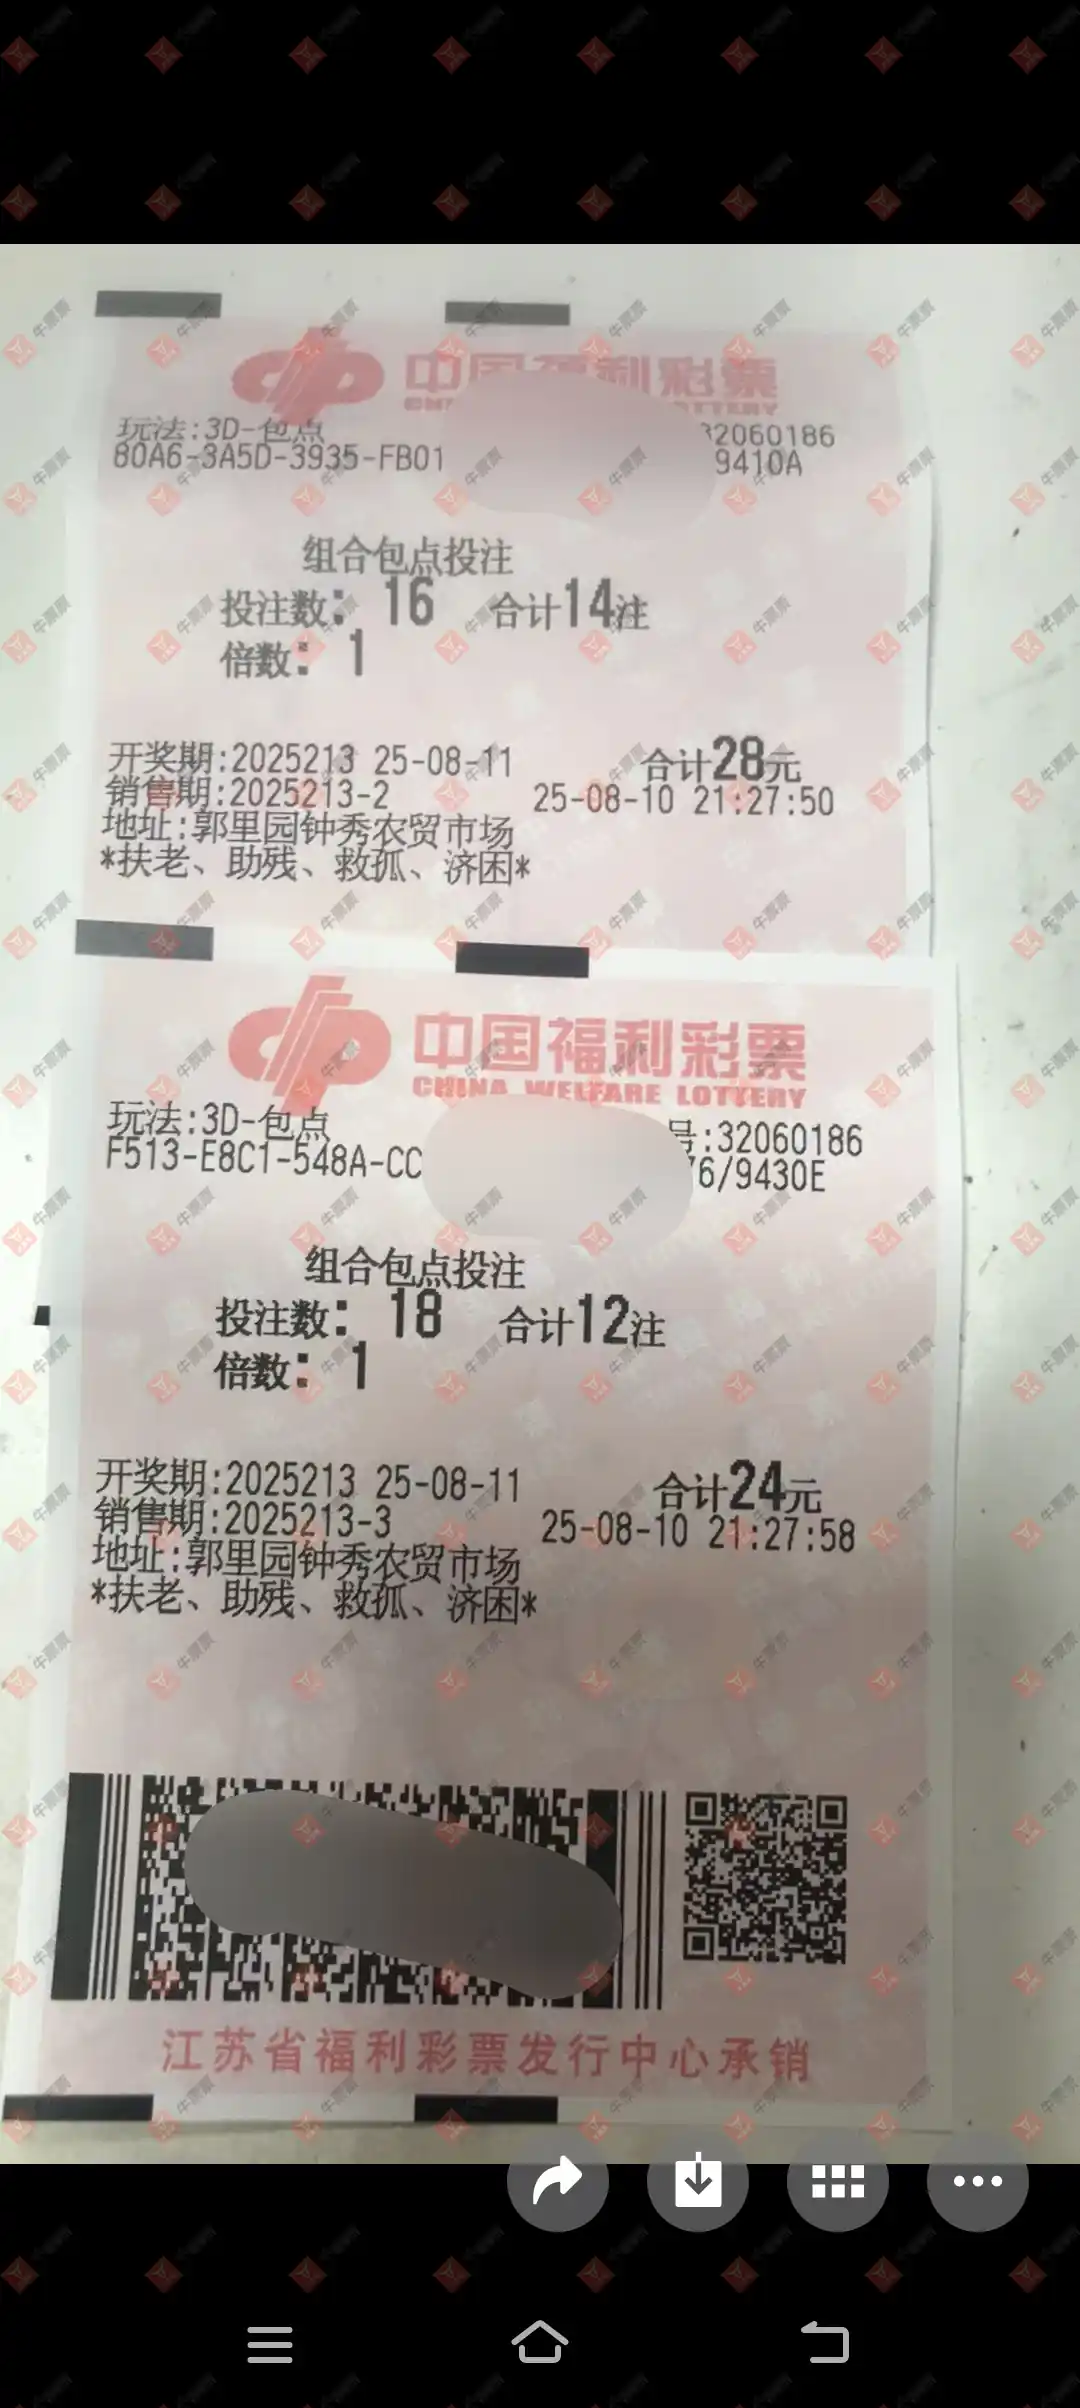 中国福利彩票
玩法:3D-包点
32060186
80A6-3A5D-3935-FB01
9410A
组合包点投注
投注数: 16 合计14注
倍数: 1
开奖期:2025213 25-08-11 合计28元
销售期:2025213-2 25-08-10 21:27:50
地址:郭里园钟秀农贸市场
*扶老、助残、救孤、济困*
中国福利彩票
CHINA WELFARE LOTTERY
玩法:3D-包点 号:32060186
F513-E8C1-548A-CC 6/9430E
组合包点投注
投注数: 18 合计12注
倍数: 1
开奖期:2025213 25-08-11 合计24元
销售期:2025213-3 25-08-10 21:27:58
地址:郭里园钟秀农贸市场
*扶老、助残、救孤、济困*
江苏省福利彩票发行中心承销